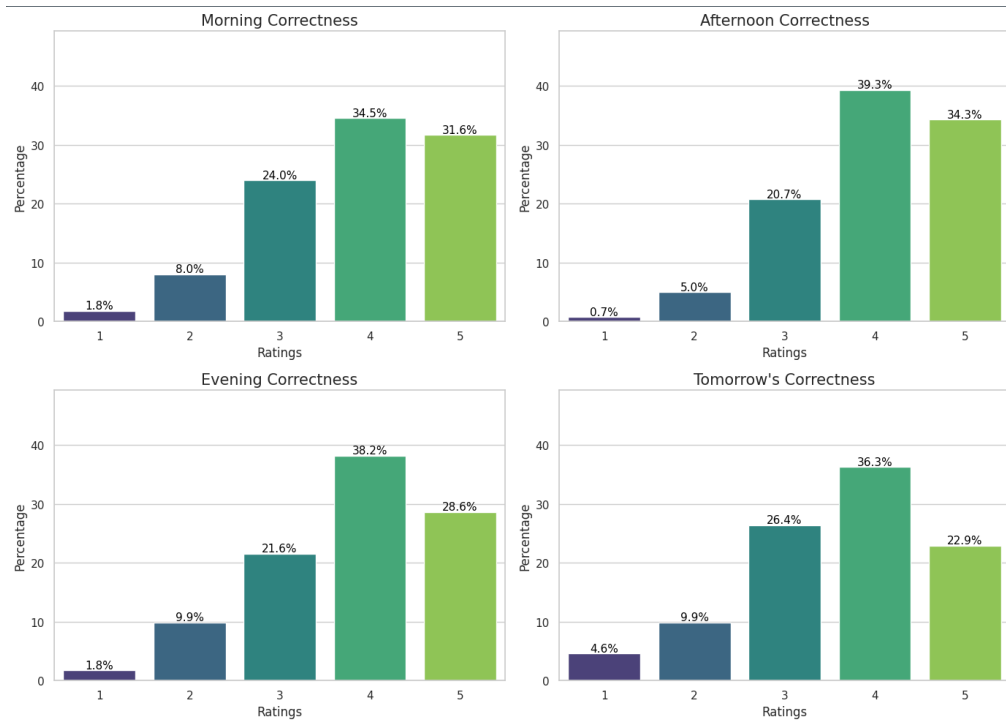 Morning Correctness
Percentage
40
30
20
10
0
1.8%
8.0%
24.0%
34.5%
31.6%
1 2 3 4 5
Ratings
Afternoon Correctness
Percentage
40
30
20
10
0
0.7%
5.0%
20.7%
39.3%
34.3%
1 2 3 4 5
Ratings
Evening Correctness
Percentage
40
30
20
10
0
1.8%
9.9%
21.6%
38.2%
28.6%
1 2 3 4 5
Ratings
Tomorrow's Correctness
Percentage
40
30
20
10
0
4.6%
9.9%
26.4%
36.3%
22.9%
1 2 3 4 5
Ratings